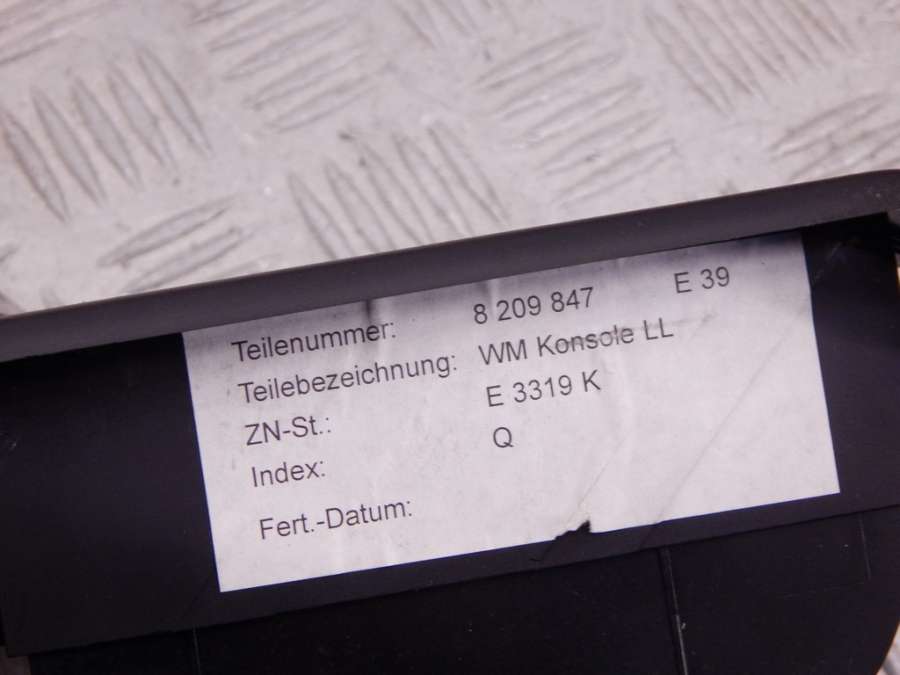 Teilenummer: 8 209 847 E 39
Teilebezeichnung: WM Konsole LL
ZN-St.: E 3319 K
Index: Q
Fert.-Datum: